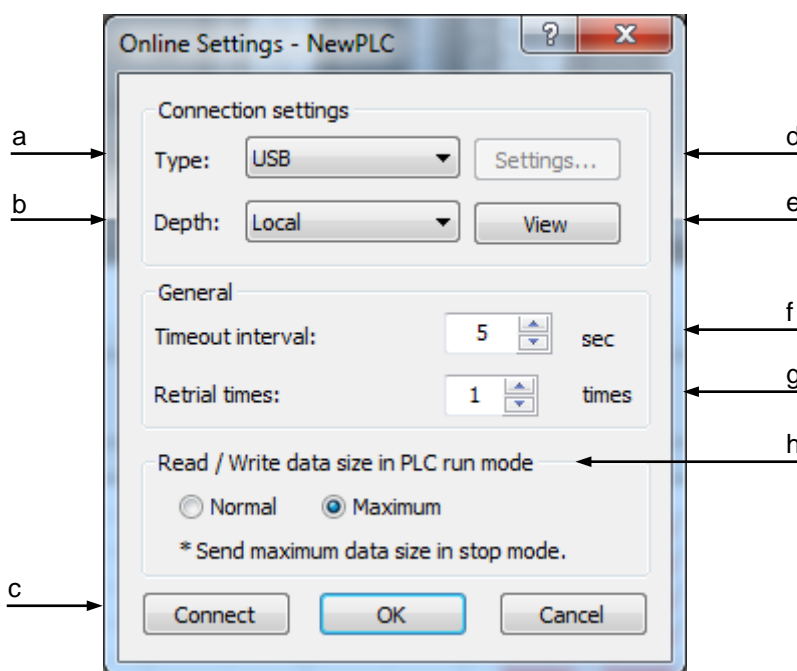 Online Settings - NewPLC
?
Connection settings
a
Type: USB Settings...
d
b
Depth: Local View
e
General
Timeout interval: 5 sec
f
Retrial times: 1 times
g
Read / Write data size in PLC run mode
h
Normal Maximum
* Send maximum data size in stop mode.
c
Connect OK Cancel